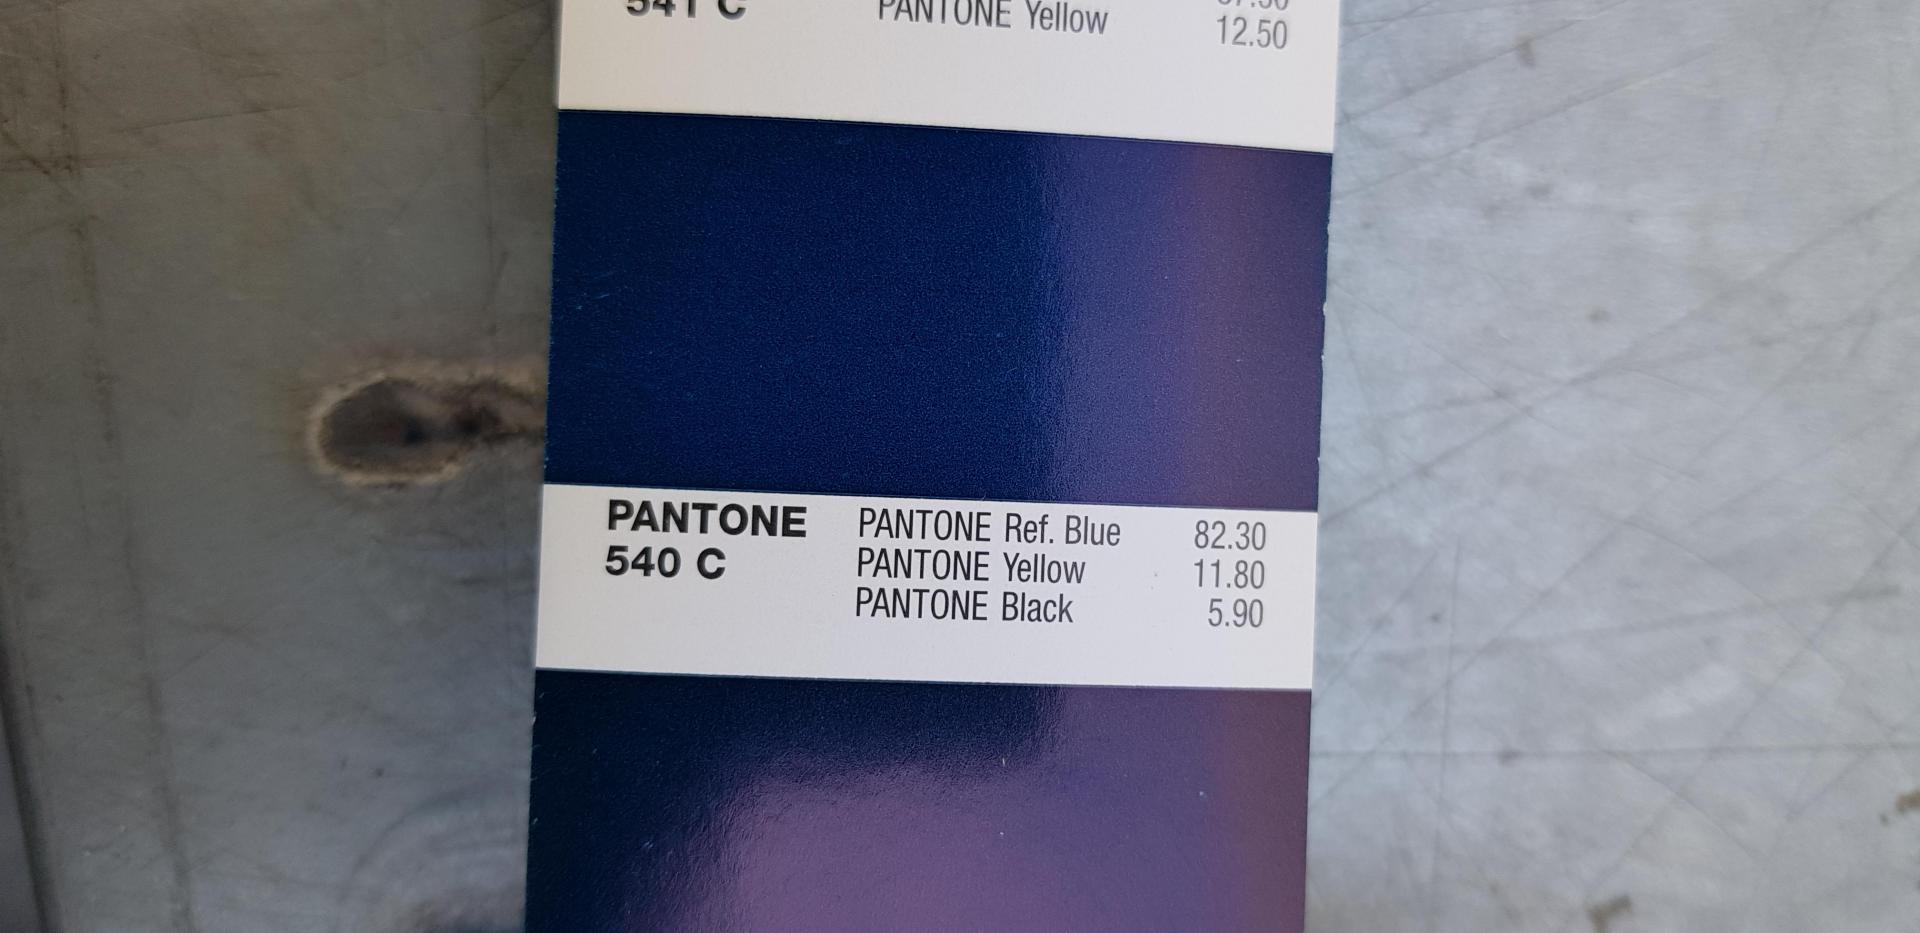 541 C
PANTONE Yellow 12.50
PANTONE PANTONE Ref. Blue 82.30
540 C PANTONE Yellow 11.80
PANTONE Black 5.90